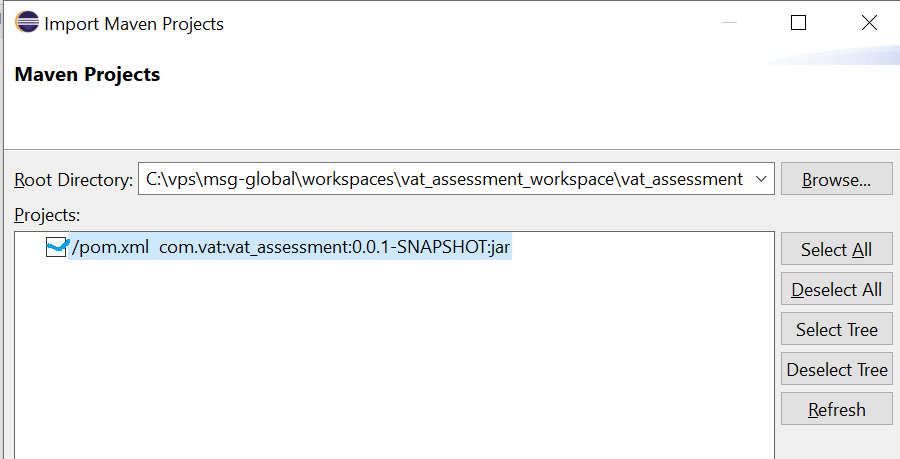 Import Maven Projects
Maven Projects
Root Directory: C:\vps\msg-global\workspaces\vat_assessment_workspace\vat_assessment Browse...
Projects:
/pom.xml com.vat:vat_assessment:0.0.1-SNAPSHOT:jar
Select All
Deselect All
Select Tree
Deselect Tree
Refresh